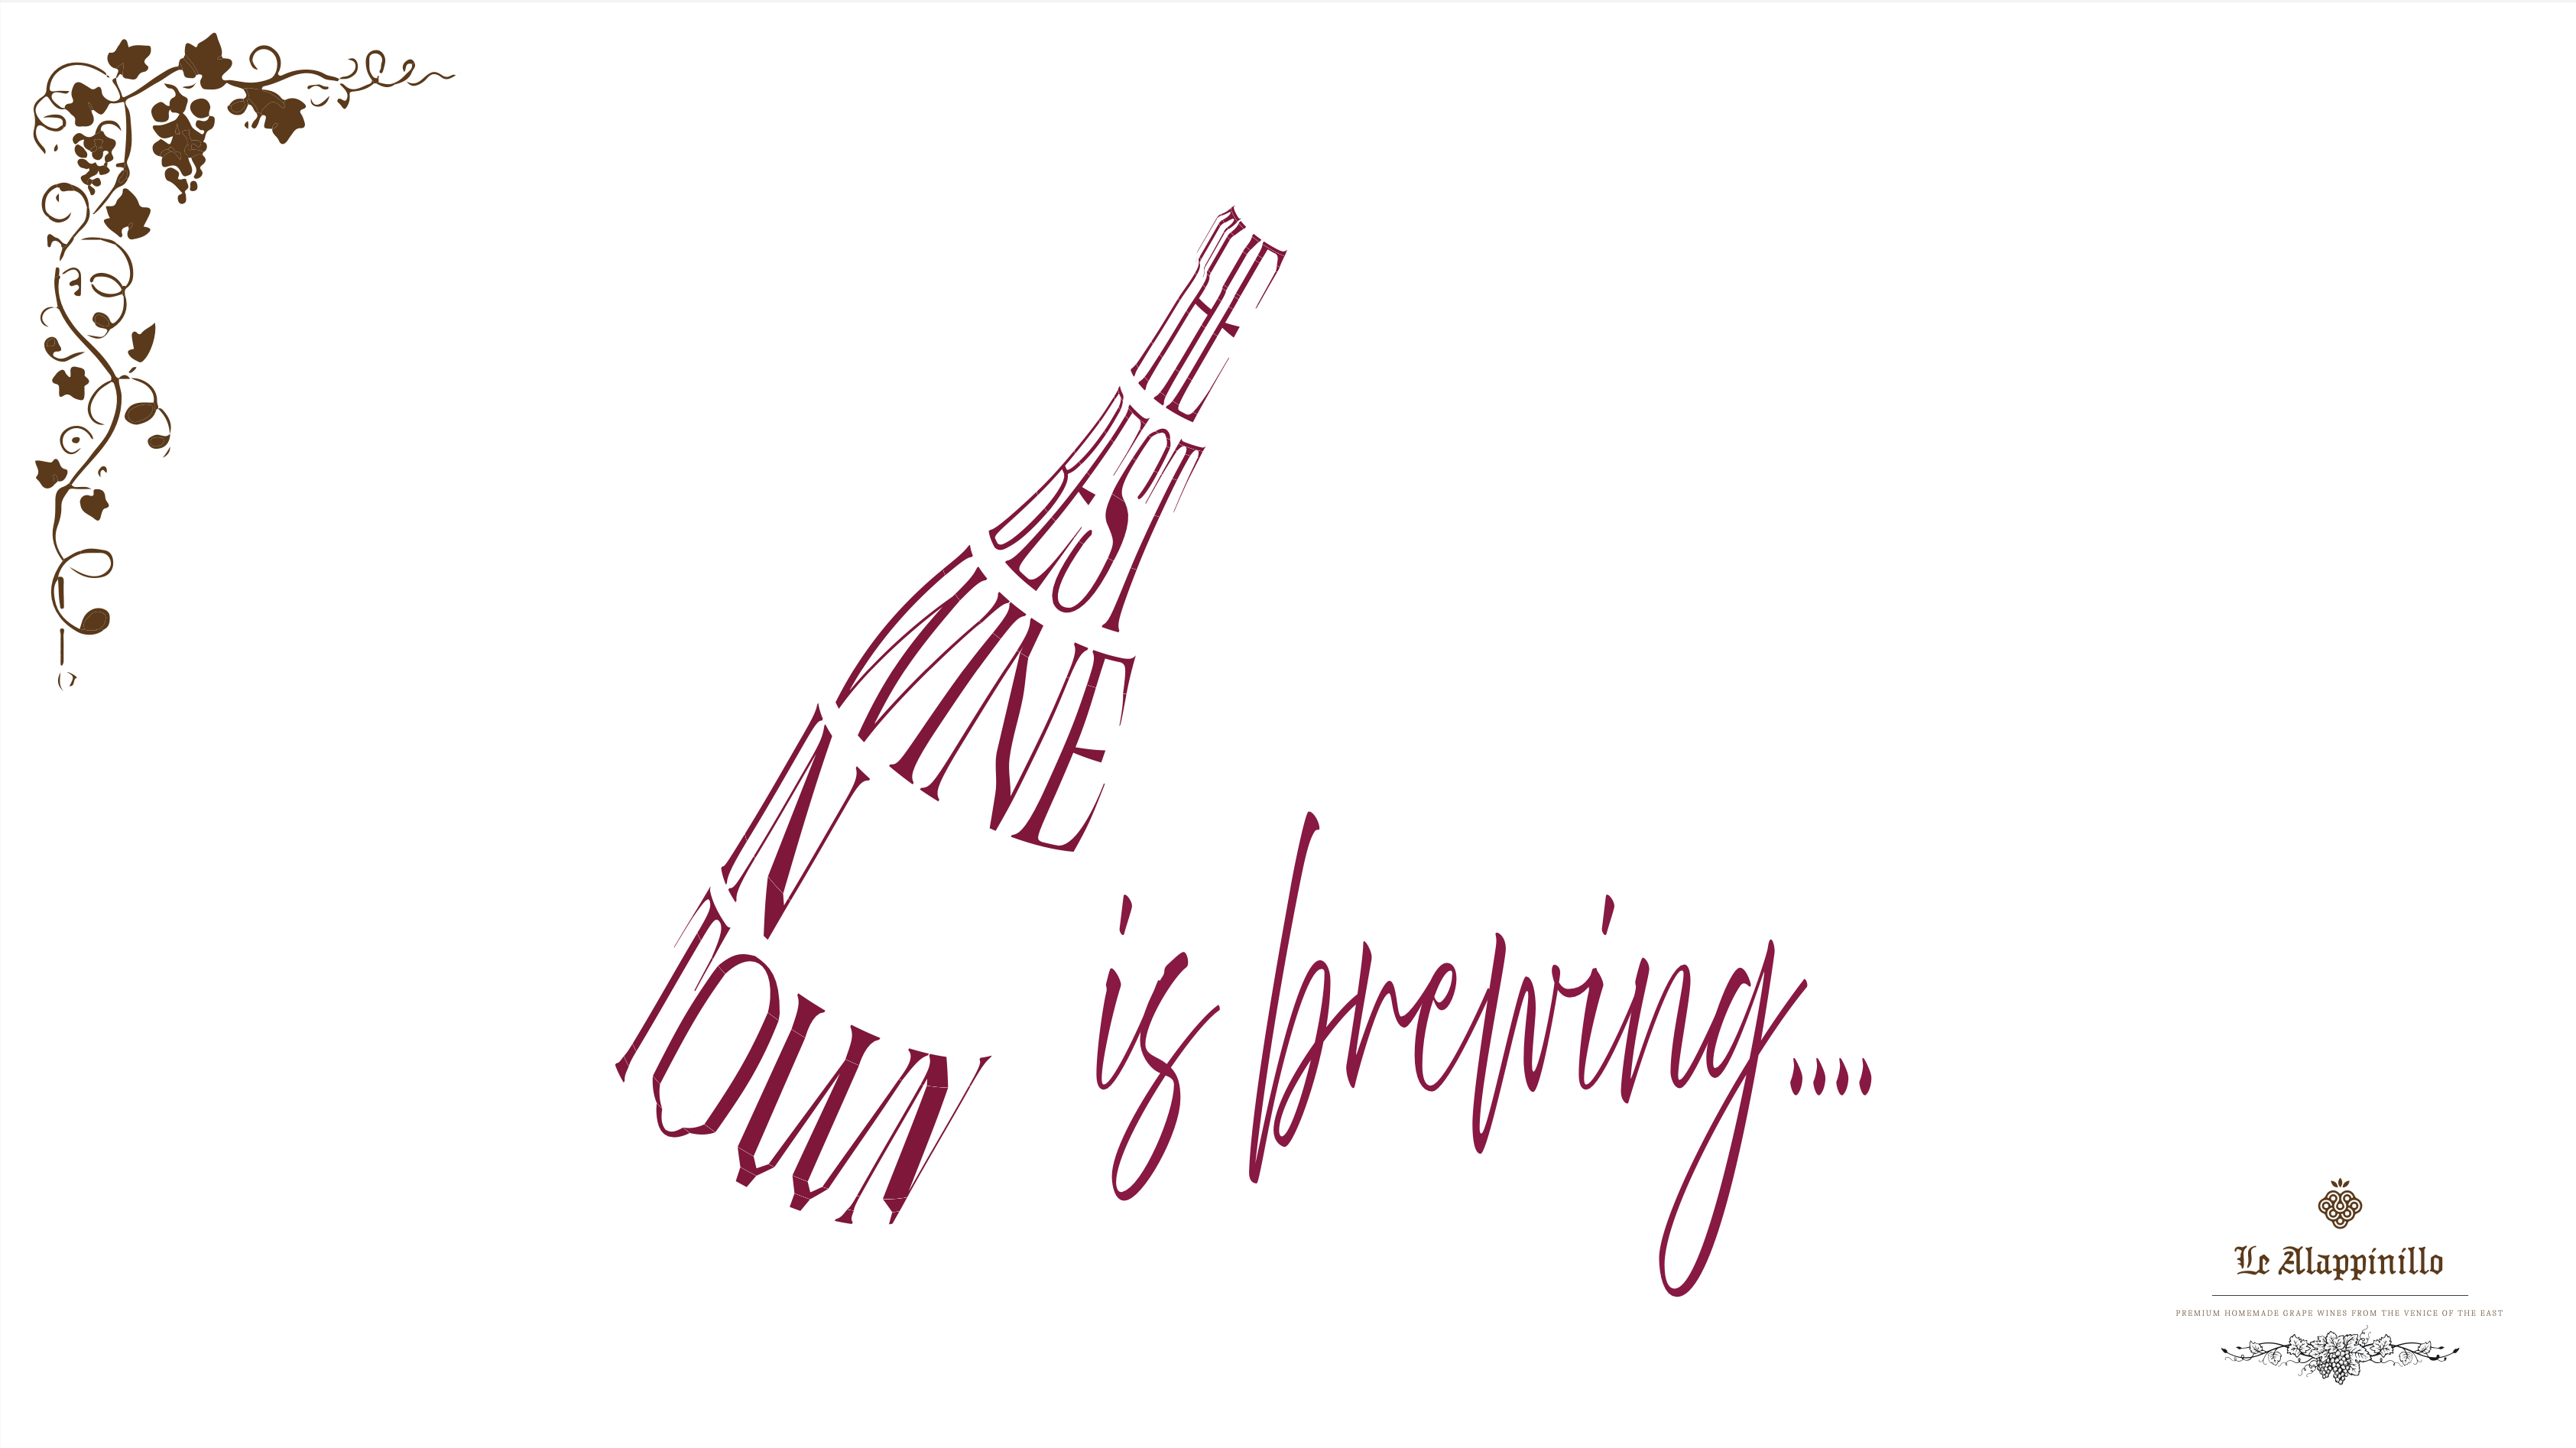 THE
BEST
WINE
IN
TOWN
is brewing....
Le Alappinillo
PREMIUM HOMEMADE GRAPE WINES FROM THE VENICE OF THE EAST